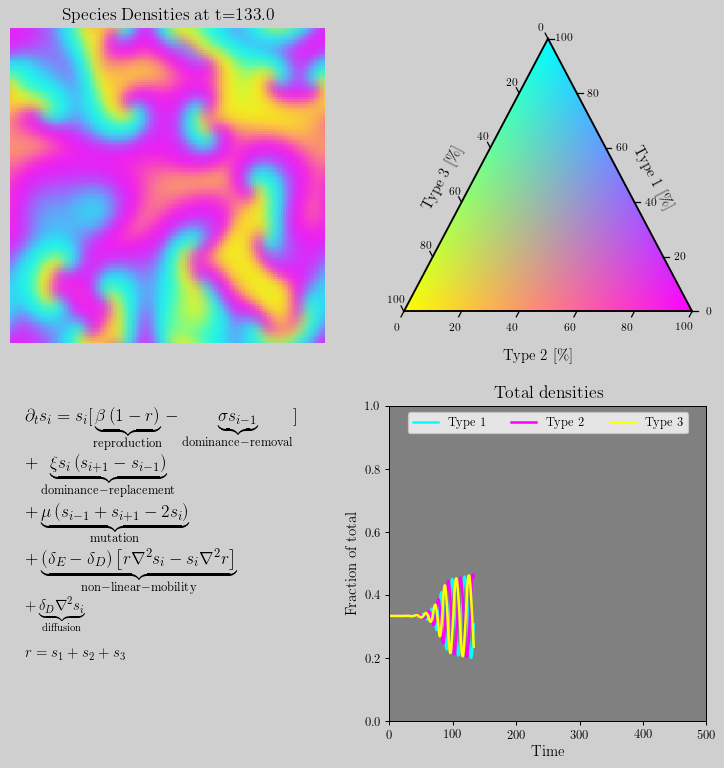 Species Densities at t=133.0
0
100
20
80
40
60
Type 3 [%]
Type 1 [%]
60
40
80
20
100
0
0 20 40 60 80 100
Type 2 [%]
∂ₜsᵢ = sᵢ[β(1 − r) − σsᵢ₋₁ ]
reproduction dominance−removal
+ ξsᵢ(sᵢ₊₁ − sᵢ₋₁)
dominance−replacement
+ μ(sᵢ₋₁ + sᵢ₊₁ − 2sᵢ)
mutation
+ (δ_E − δ_D)[r∇²sᵢ − sᵢ∇²r]
non−linear−mobility
+ δ_D∇²sᵢ
diffusion
r = s₁ + s₂ + s₃
Total densities
Type 1 Type 2 Type 3
1.0
0.8
0.6
0.4
0.2
0.0
Fraction of total
0 100 200 300 400 500
Time